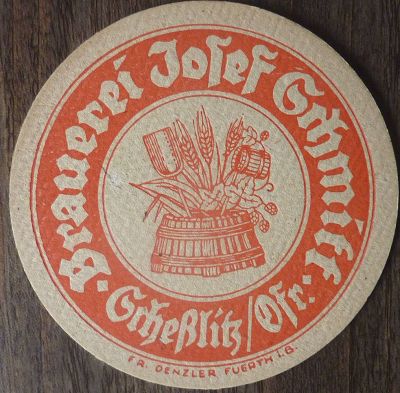 Brauerei Josef Schmitt
Scheßlitz/Ofr.
FR. DENZLER FUERTH i.B.